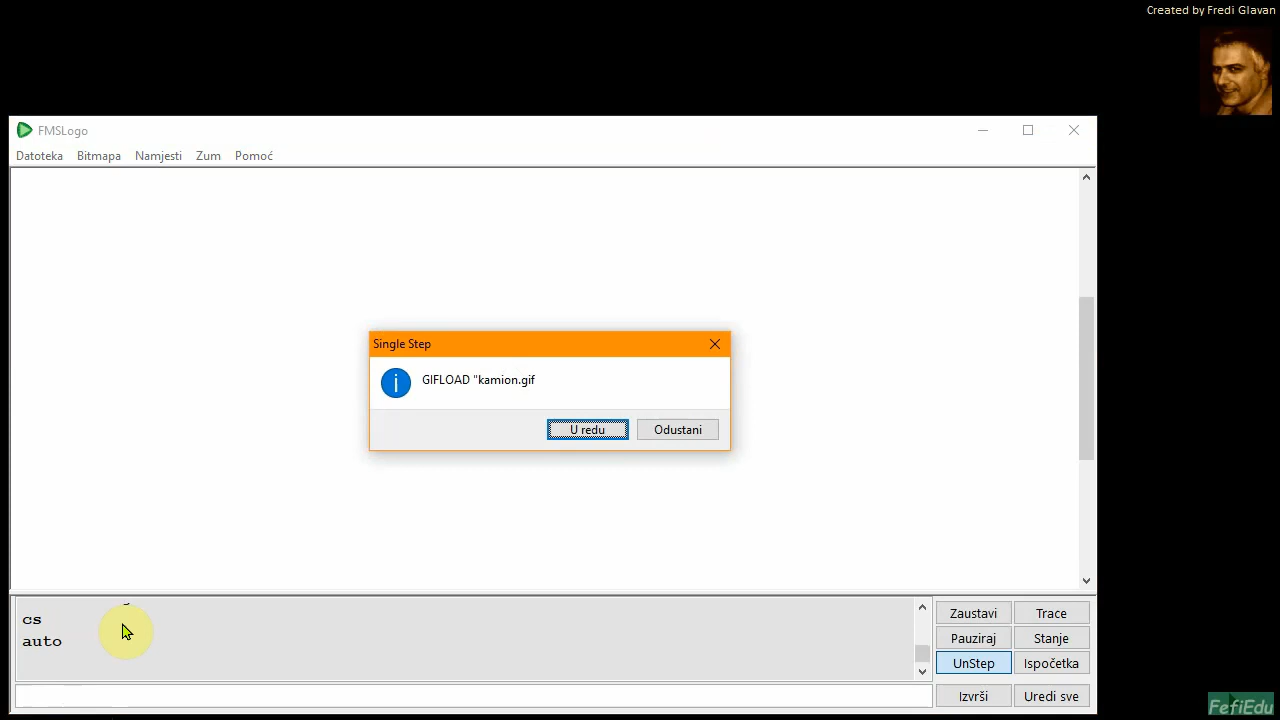 Created by Fredi Glavan
FMSLogo
Datoteka Bitmapa Namjesti Zum Pomoć
Single Step
GIFLOAD "kamion.gif
U redu Odustani
cs
auto
Zaustavi Trace
Pauziraj Stanje
UnStep Ispočetka
Izvrši Uredi sve
FefiEdu